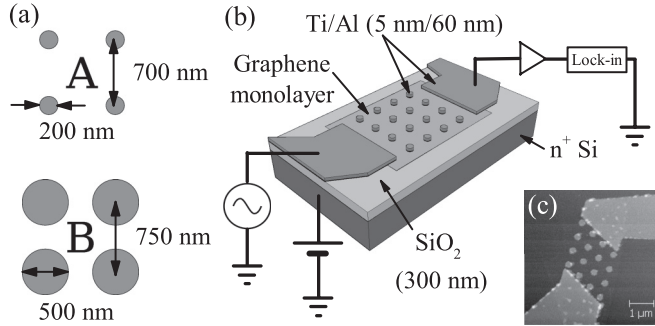 (a)
A
700 nm
200 nm
B
750 nm
500 nm
(b)
Ti/Al (5 nm/60 nm)
Graphene
monolayer
Lock-in
n⁺ Si
SiO₂
(300 nm)
(c)
1 μm